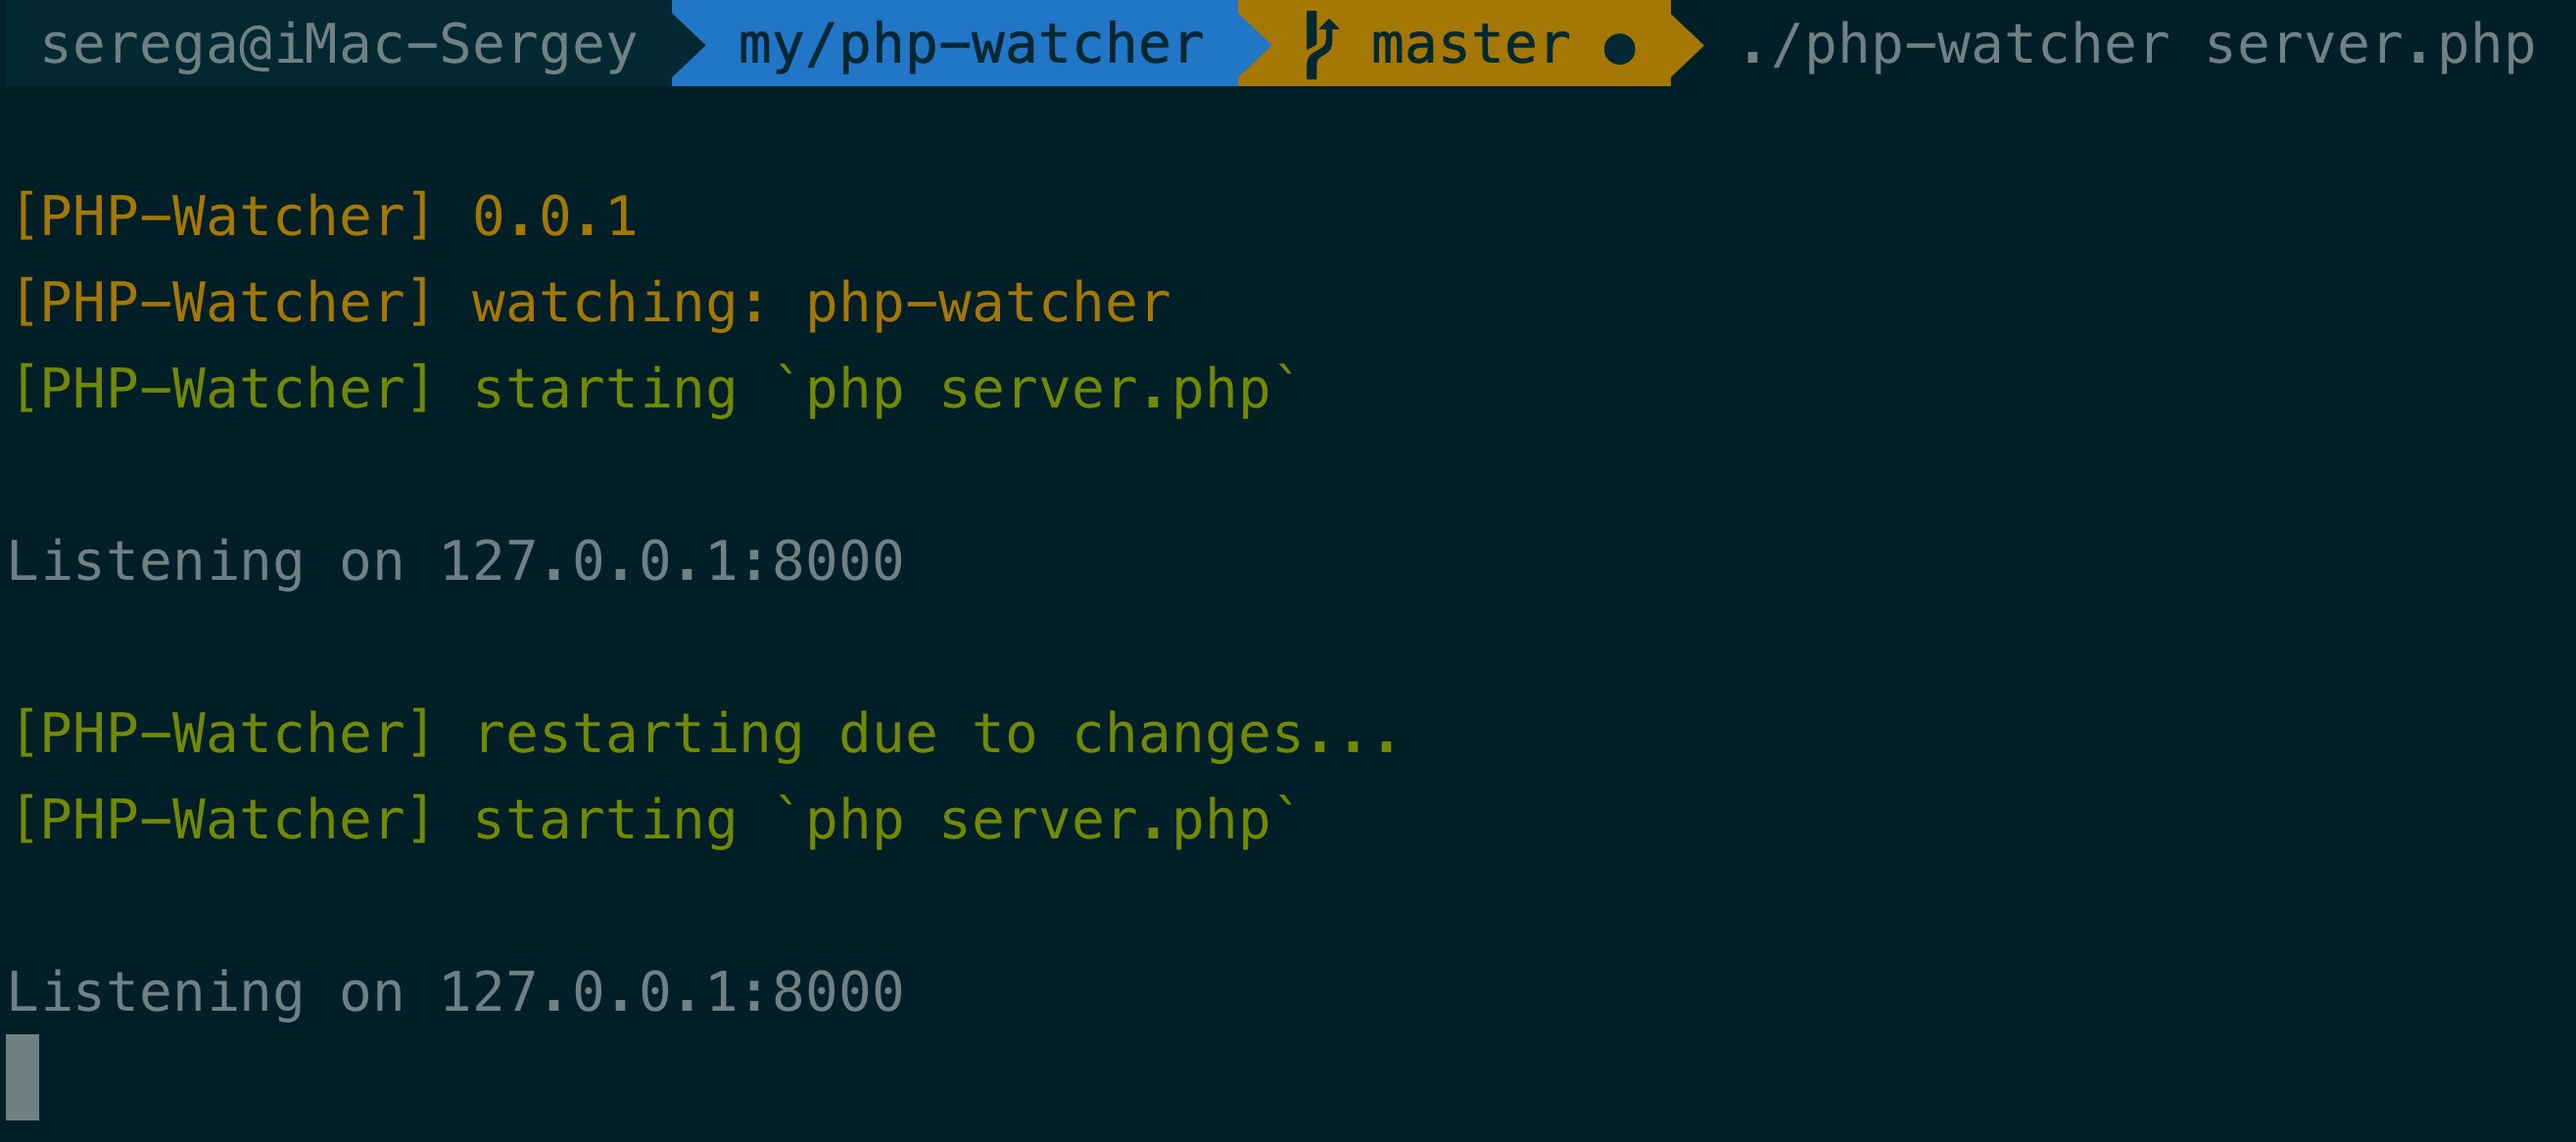 serega@iMac-Sergey my/php-watcher master ● ./php-watcher server.php
[PHP-Watcher] 0.0.1
[PHP-Watcher] watching: php-watcher
[PHP-Watcher] starting `php server.php`
Listening on 127.0.0.1:8000
[PHP-Watcher] restarting due to changes...
[PHP-Watcher] starting `php server.php`
Listening on 127.0.0.1:8000